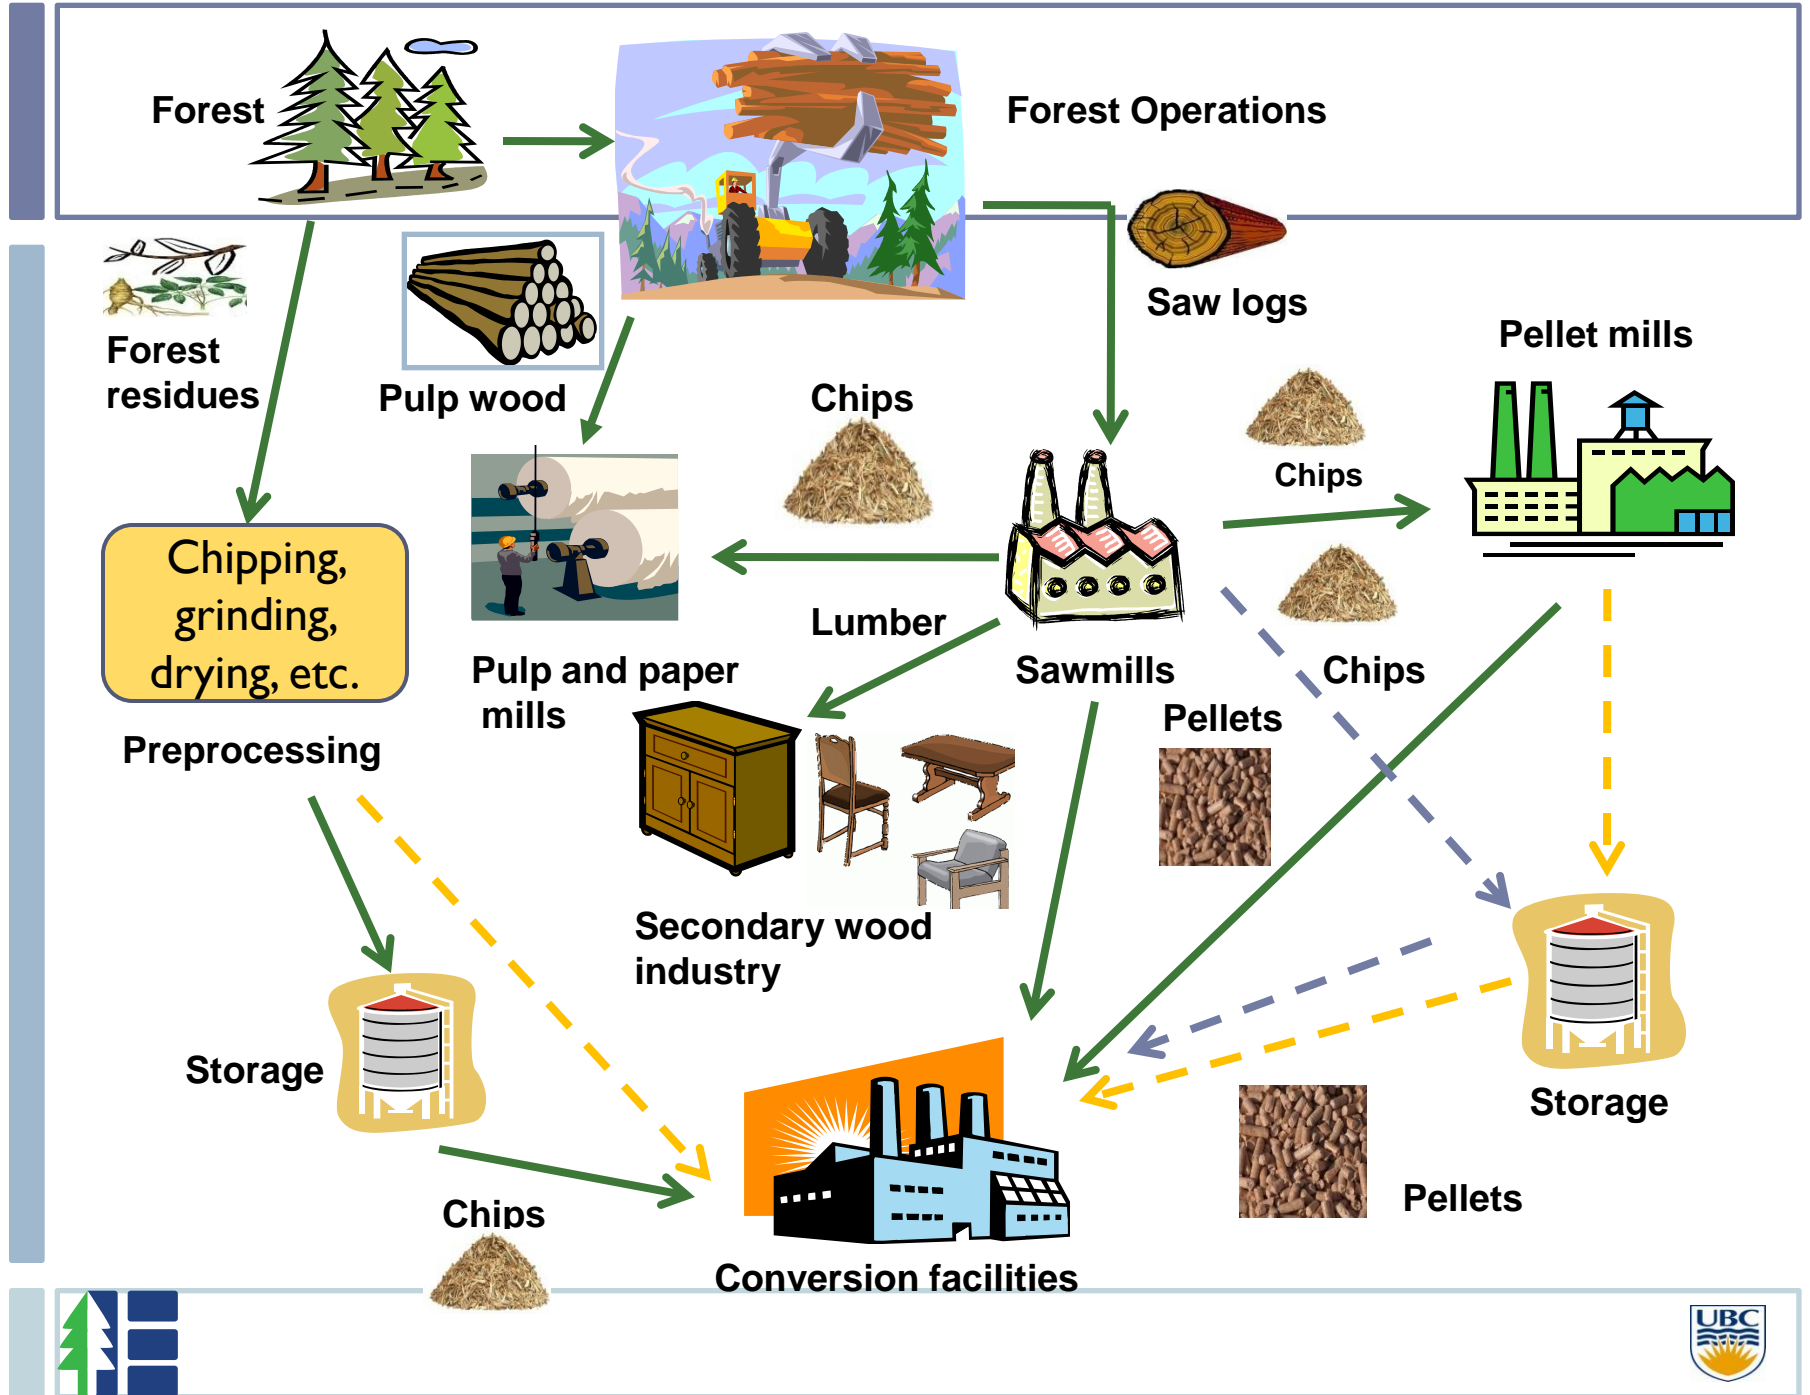 Forest
Forest Operations
Saw logs
Forest
residues
Pulp wood
Chips
Pellet mills
Chips
Chipping,
grinding,
drying, etc.
Lumber
Pulp and paper
mills
Sawmills
Chips
Pellets
Preprocessing
Secondary wood
industry
Storage
Storage
Chips
Pellets
Conversion facilities
UBC